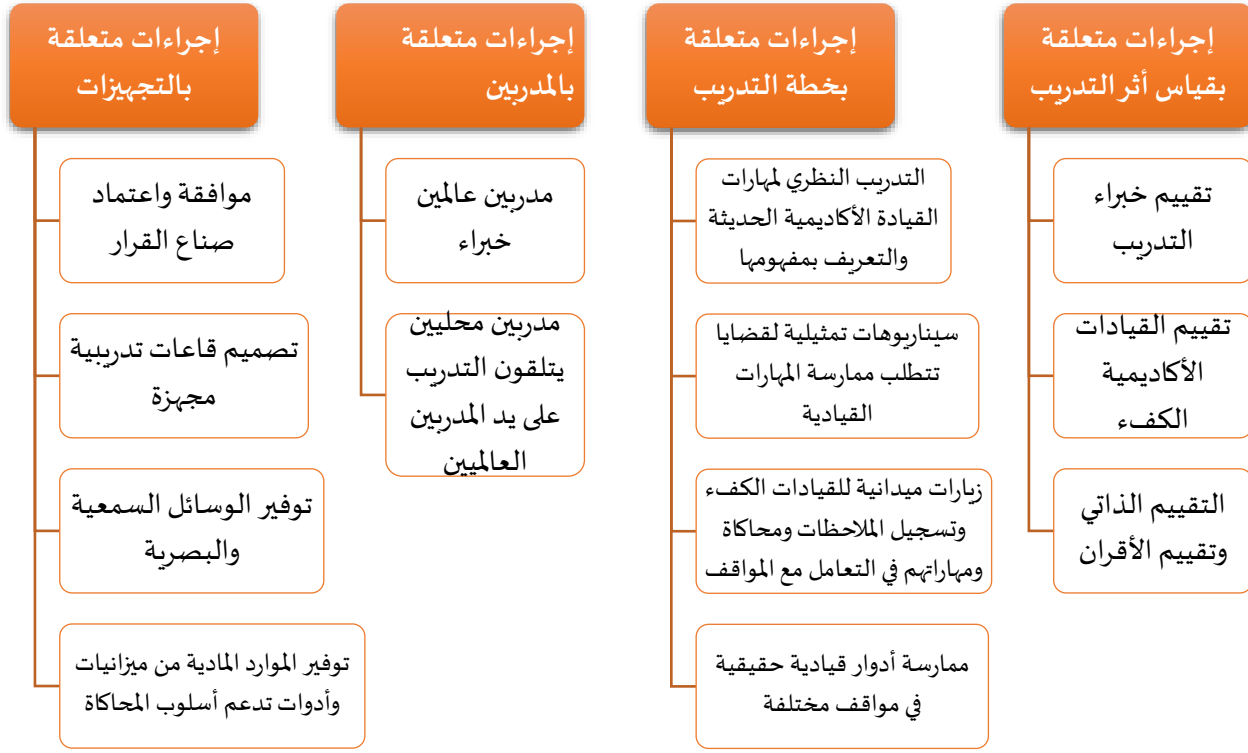 إجراءات متعلقة
بقياس أثر التدريب
تقييم خبراء
التدريب
تقييم القيادات
الأكاديمية
الكفء
التقييم الذاتي
وتقييم الأقران
إجراءات متعلقة
بخطة التدريب
التدريب النظري لمهارات
القيادة الأكاديمية الحديثة
والتعريف بمفهومها
سيناريوهات تمثيلية لقضايا
تتطلب ممارسة المهارات
القيادية
زيارات ميدانية للقيادات الكفء
وتسجيل الملاحظات ومحاكاة
ومهاراتهم في التعامل مع المواقف
ممارسة أدوار قيادية حقيقية
في مواقف مختلفة
إجراءات متعلقة
بالمدربين
مدربين عالمين
خبراء
مدربين محليين
يتلقون التدريب
على يد المدربين
العالميين
إجراءات متعلقة
بالتجهيزات
موافقة واعتماد
صناع القرار
تصميم قاعات تدريبية
مجهزة
توفير الوسائل السمعية
والبصرية
توفير الموارد المادية من ميزانيات
وأدوات تدعم أسلوب المحاكاة